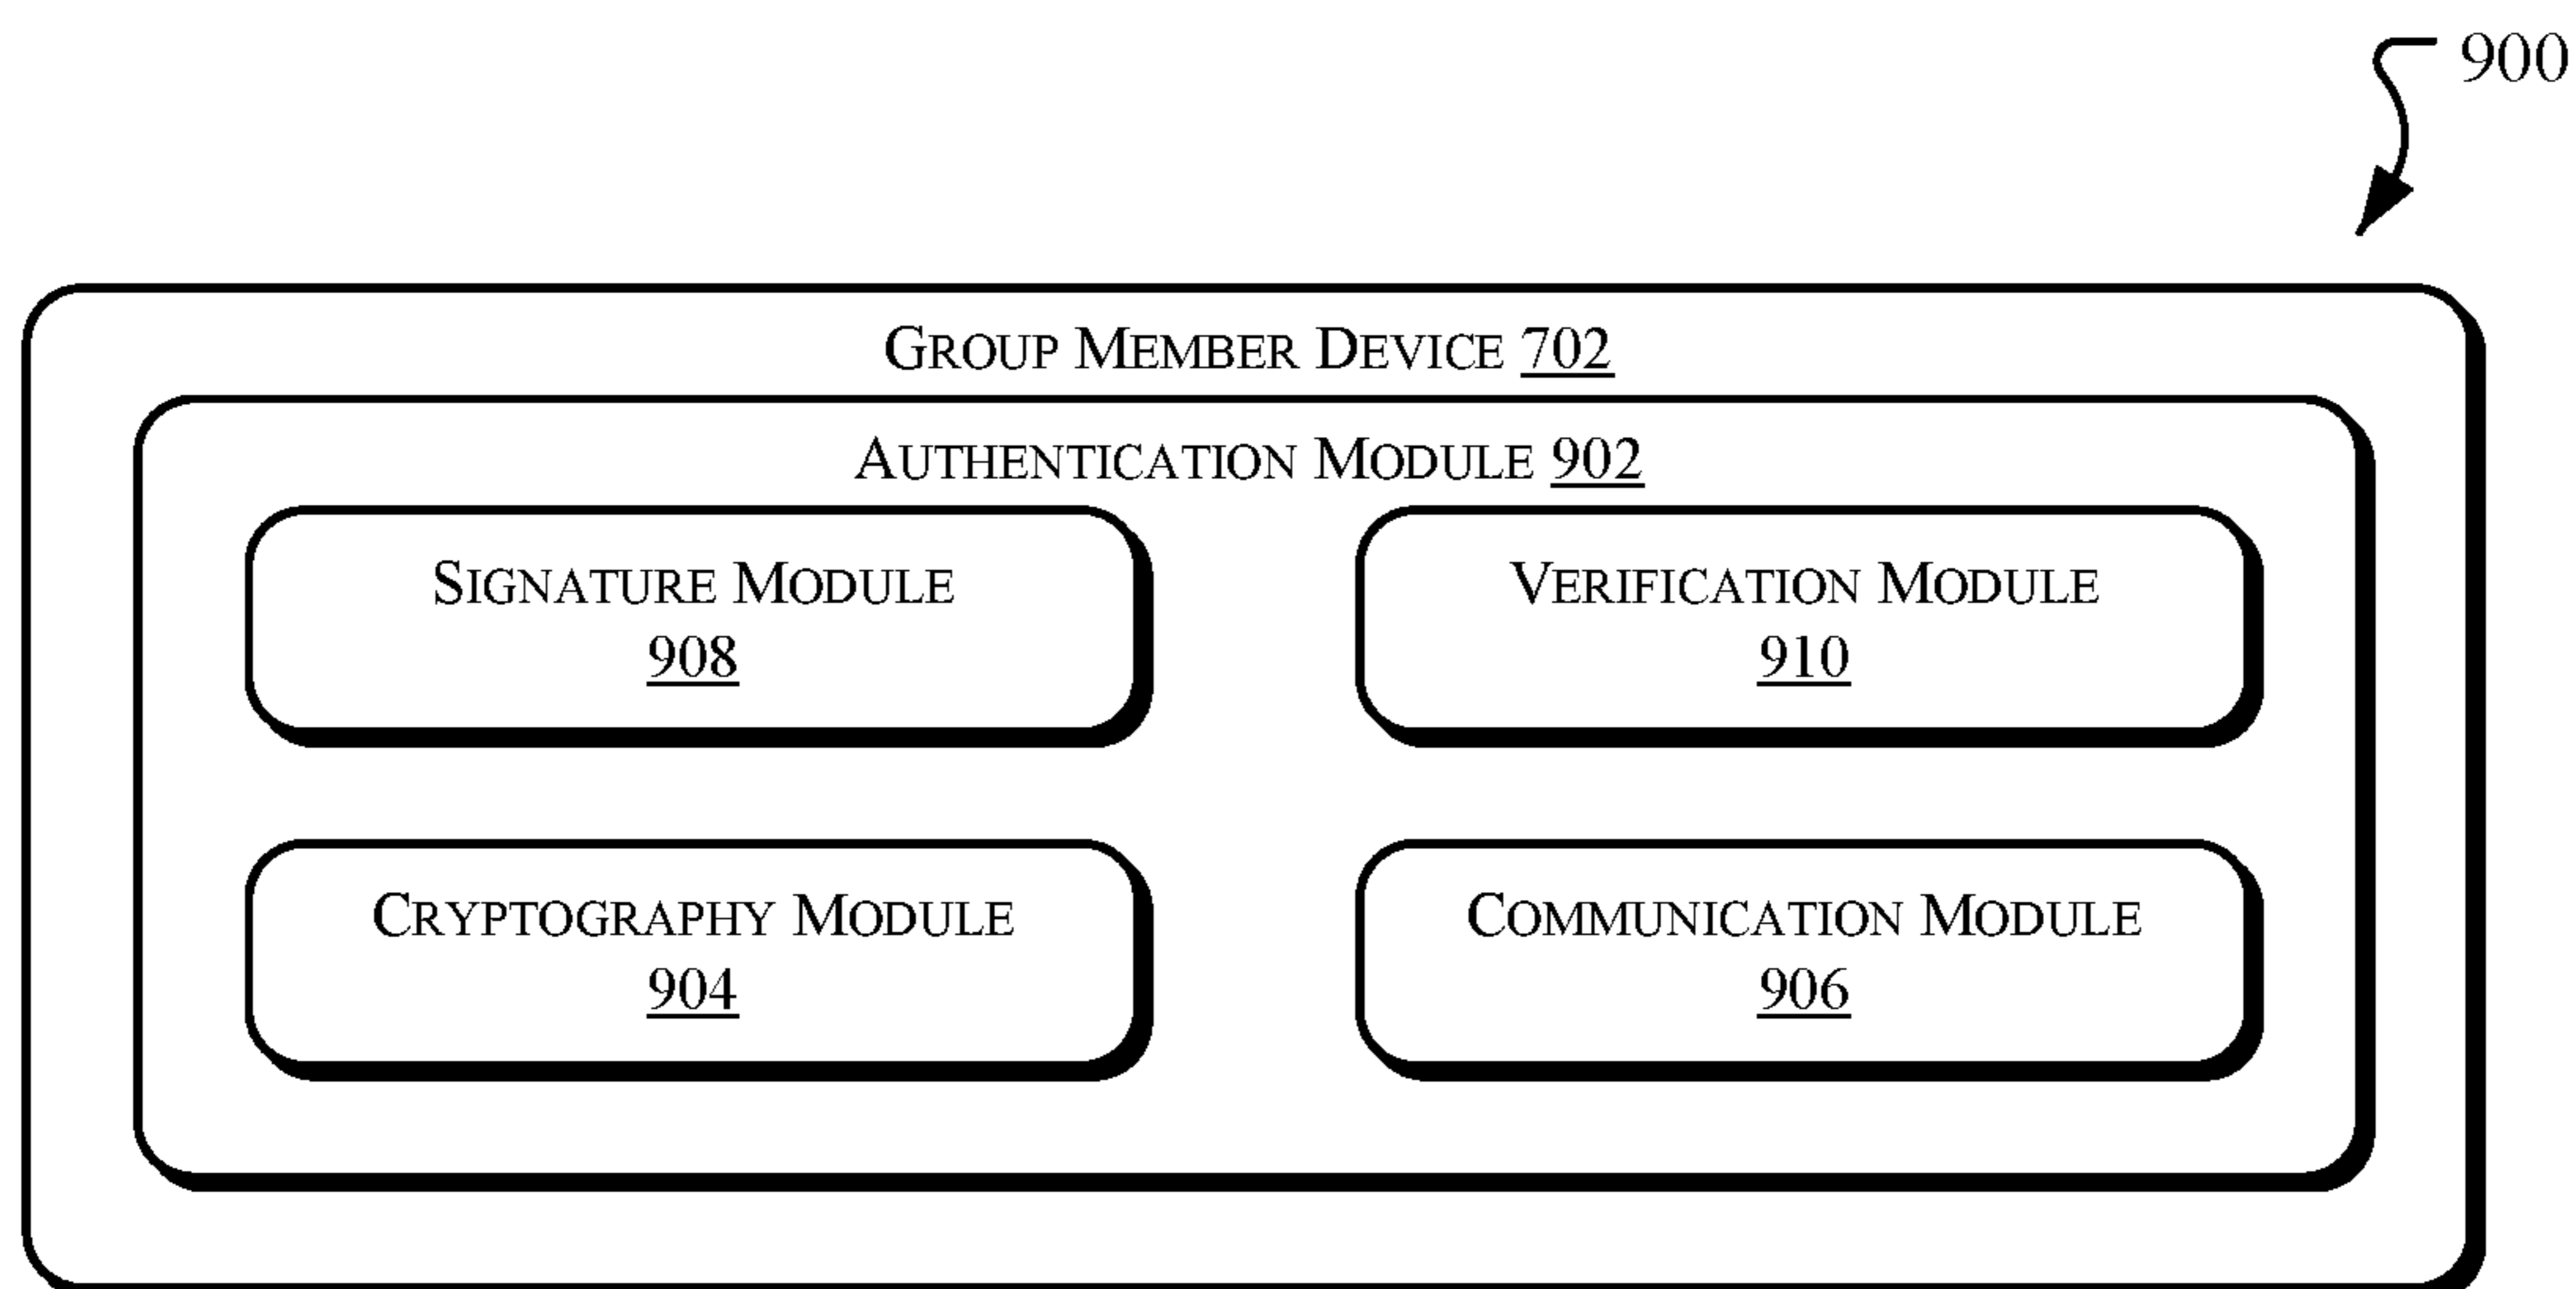 900
GROUP MEMBER DEVICE 702
AUTHENTICATION MODULE 902
SIGNATURE MODULE
908
VERIFICATION MODULE
910
CRYPTOGRAPHY MODULE
904
COMMUNICATION MODULE
906